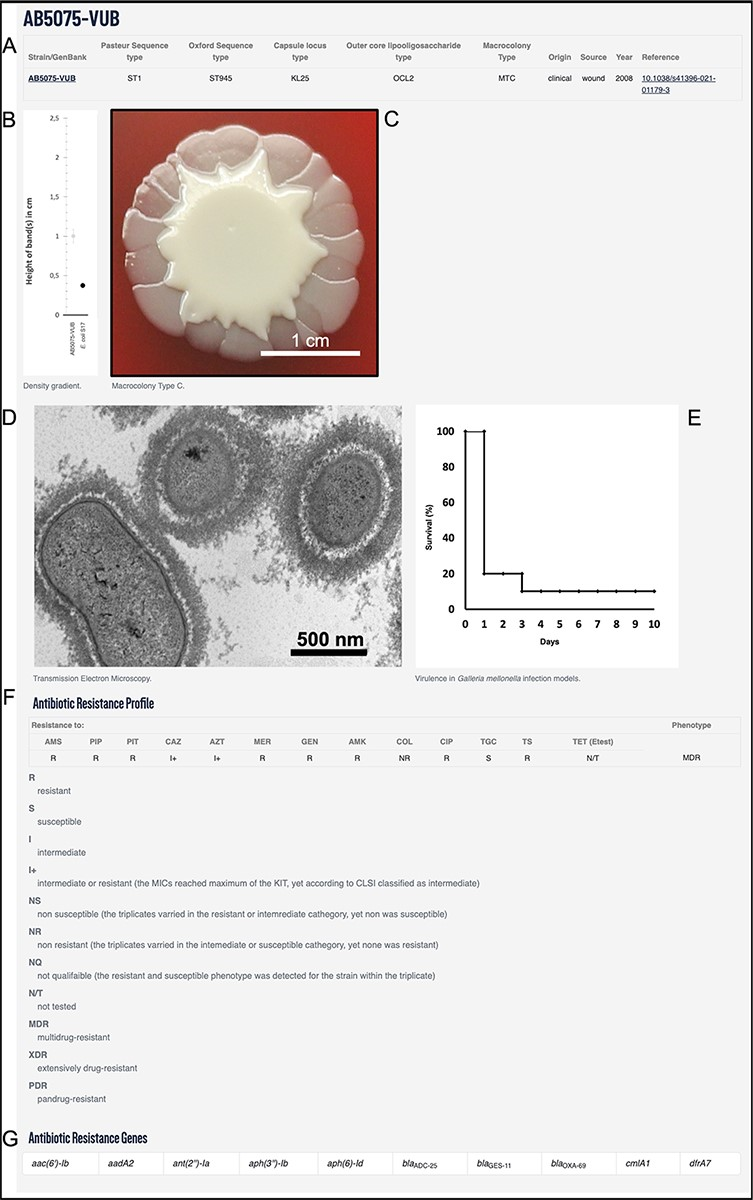 AB5075-VUB
A
Strain/GenBank Pasteur Sequence type Oxford Sequence type Capsule locus type Outer core lipooligosaccharide type Macrocolony Type Origin Source Year Reference
AB5075-VUB ST1 ST945 KL25 OCL2 MTC clinical wound 2008 10.1038/s41396-021-01179-3
B
C
Height of band(s) in cm
2,5
2
1,5
1
0,5
0
AB5075-VUB
E. coli S17
1 cm
Density gradient.
Macrocolony Type C.
D
E
500 nm
Survival (%)
100
80
60
40
20
0
0 1 2 3 4 5 6 7 8 9 10
Days
Transmission Electron Microscopy.
Virulence in Galleria mellonella infection models.
F
Antibiotic Resistance Profile
Resistance to: Phenotype
AMS PIP PIT CAZ AZT MER GEN AMK COL CIP TGC TS TET (Etest)
R R R I+ I+ R R R NR R S R N/T MDR
R
resistant
S
susceptible
I
intermediate
I+
intermediate or resistant (the MICs reached maximum of the KIT, yet according to CLSI classified as intermediate)
NS
non susceptible (the triplicates varried in the resistant or intemrediate cathegory, yet non was susceptible)
NR
non resistant (the triplicates varried in the intemediate or susceptible cathegory, yet none was resistant)
NQ
not qualifaible (the resistant and susceptible phenotype was detected for the strain within the triplicate)
N/T
not tested
MDR
multidrug-resistant
XDR
extensively drug-resistant
PDR
pandrug-resistant
G
Antibiotic Resistance Genes
aac(6')-Ib aadA2 ant(2")-Ia aph(3")-Ib aph(6)-Id blaADC-25 blaGES-11 blaOXA-69 cmlA1 dfrA7